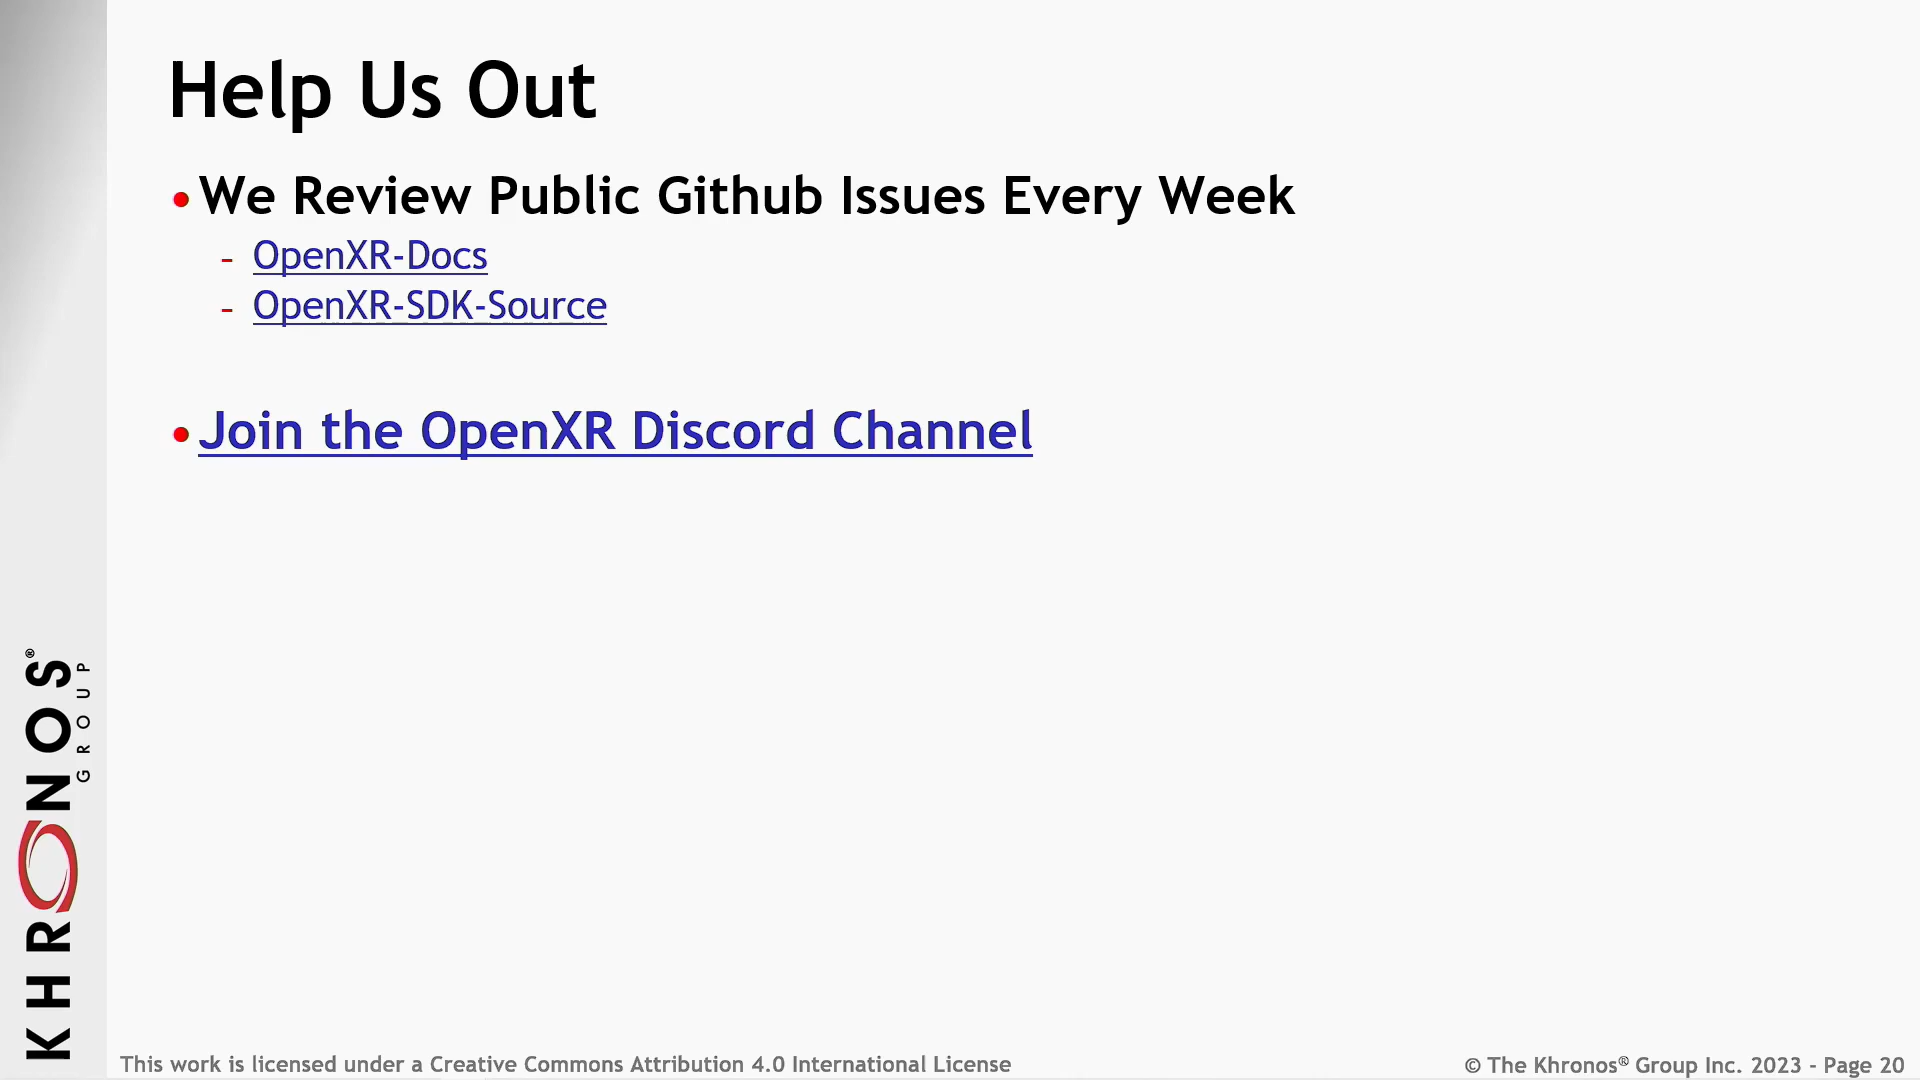 Help Us Out
• We Review Public Github Issues Every Week
- OpenXR-Docs
- OpenXR-SDK-Source
• Join the OpenXR Discord Channel
KHRONOS®
GROUP
This work is licensed under a Creative Commons Attribution 4.0 International License
© The Khronos® Group Inc. 2023 - Page 20